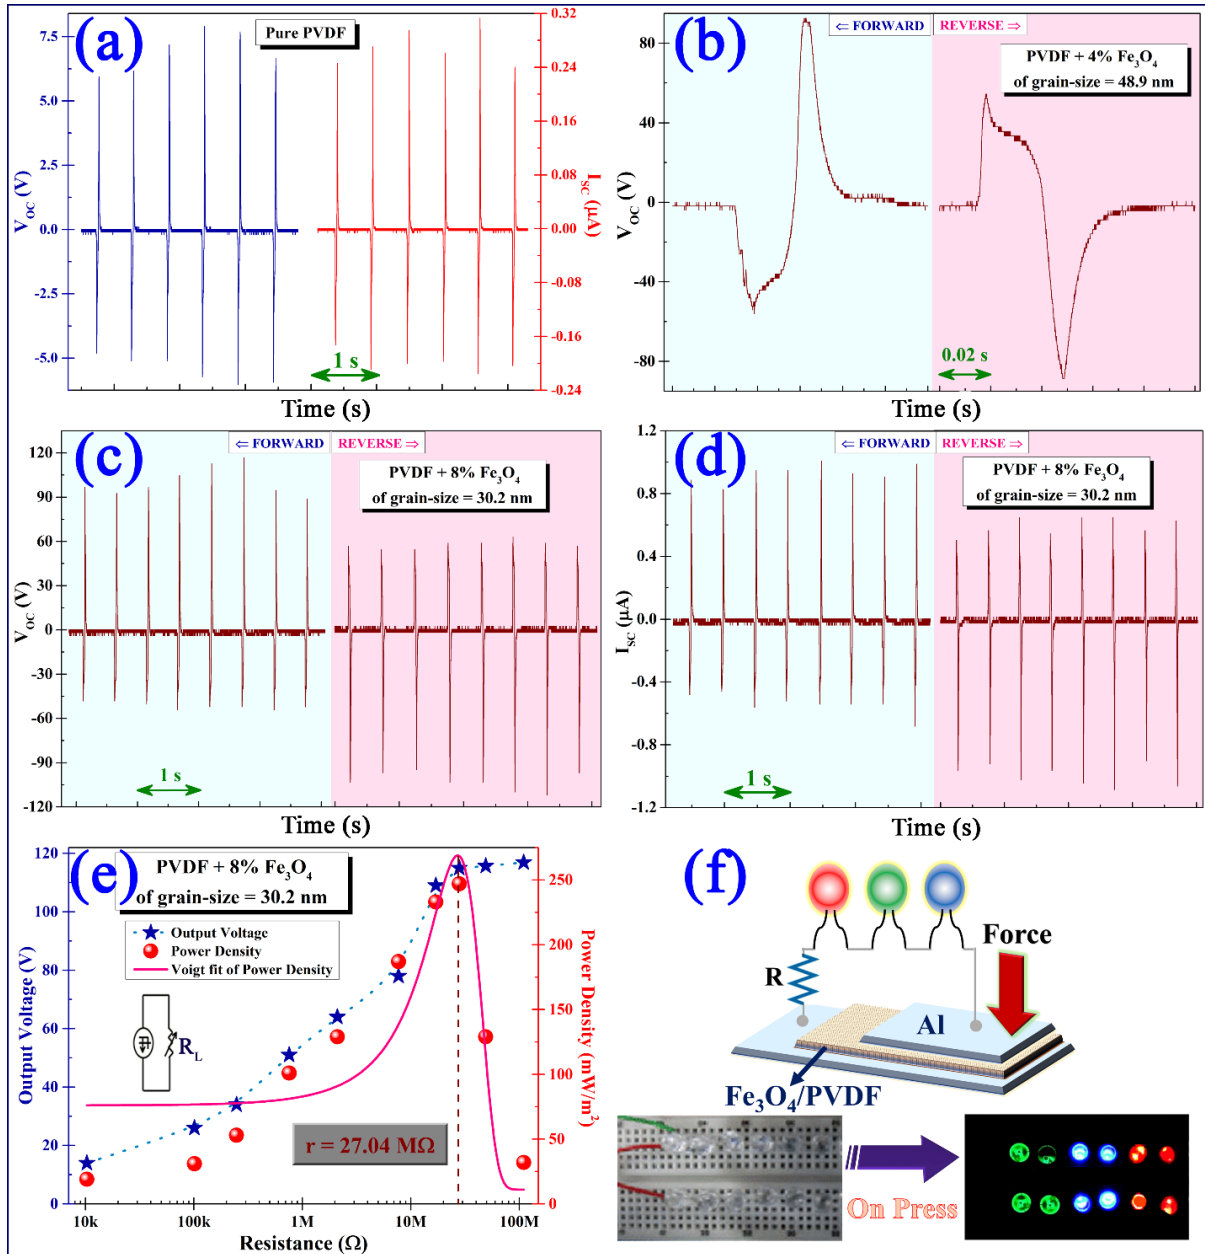 (a)
Pure PVDF
7.5
5.0
2.5
0.0
-2.5
-5.0
V_OC (V)
0.32
0.24
0.16
0.08
0.00
-0.08
-0.16
-0.24
I_SC (μA)
1 s
Time (s)
(b)
⇐ FORWARD REVERSE ⇒
PVDF + 4% Fe₃O₄
of grain-size = 48.9 nm
80
40
0
-40
-80
V_OC (V)
0.02 s
Time (s)
(c)
⇐ FORWARD REVERSE ⇒
PVDF + 8% Fe₃O₄
of grain-size = 30.2 nm
120
90
60
30
0
-30
-60
-90
-120
V_OC (V)
1 s
Time (s)
(d)
⇐ FORWARD REVERSE ⇒
PVDF + 8% Fe₃O₄
of grain-size = 30.2 nm
1.2
0.8
0.4
0.0
-0.4
-0.8
-1.2
I_SC (μA)
1 s
Time (s)
(e)
PVDF + 8% Fe₃O₄
of grain-size = 30.2 nm
Output Voltage
Power Density
Voigt fit of Power Density
R_L
r = 27.04 MΩ
120
100
80
60
40
20
0
Output Voltage (V)
250
200
150
100
50
0
Power Density (mW/m²)
10k 100k 1M 10M 100M
Resistance (Ω)
(f)
Force
R
Al
Fe₃O₄/PVDF
On Press